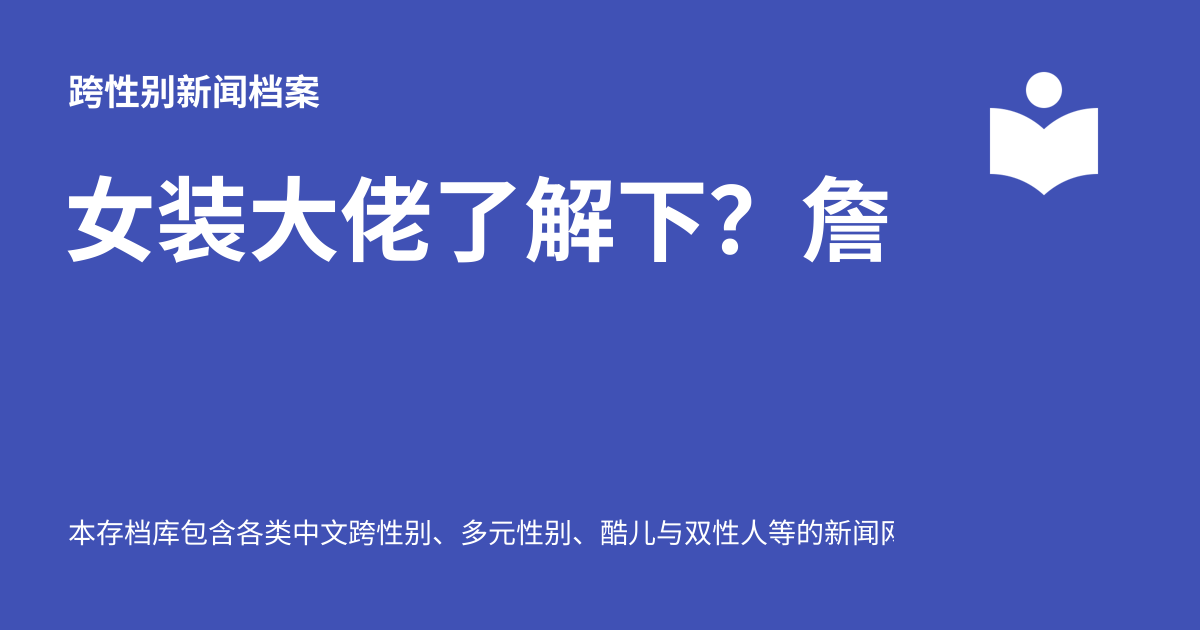 跨性别新闻档案
女装大佬了解下？詹
本存档库包含各类中文跨性别、多元性别、酷儿与双性人等的新闻网